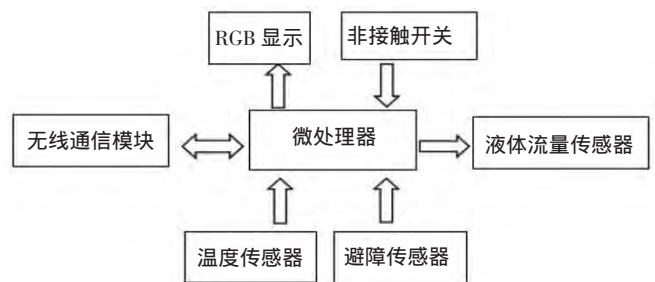 RGB 显示
非接触开关
无线通信模块
微处理器
液体流量传感器
温度传感器
避障传感器